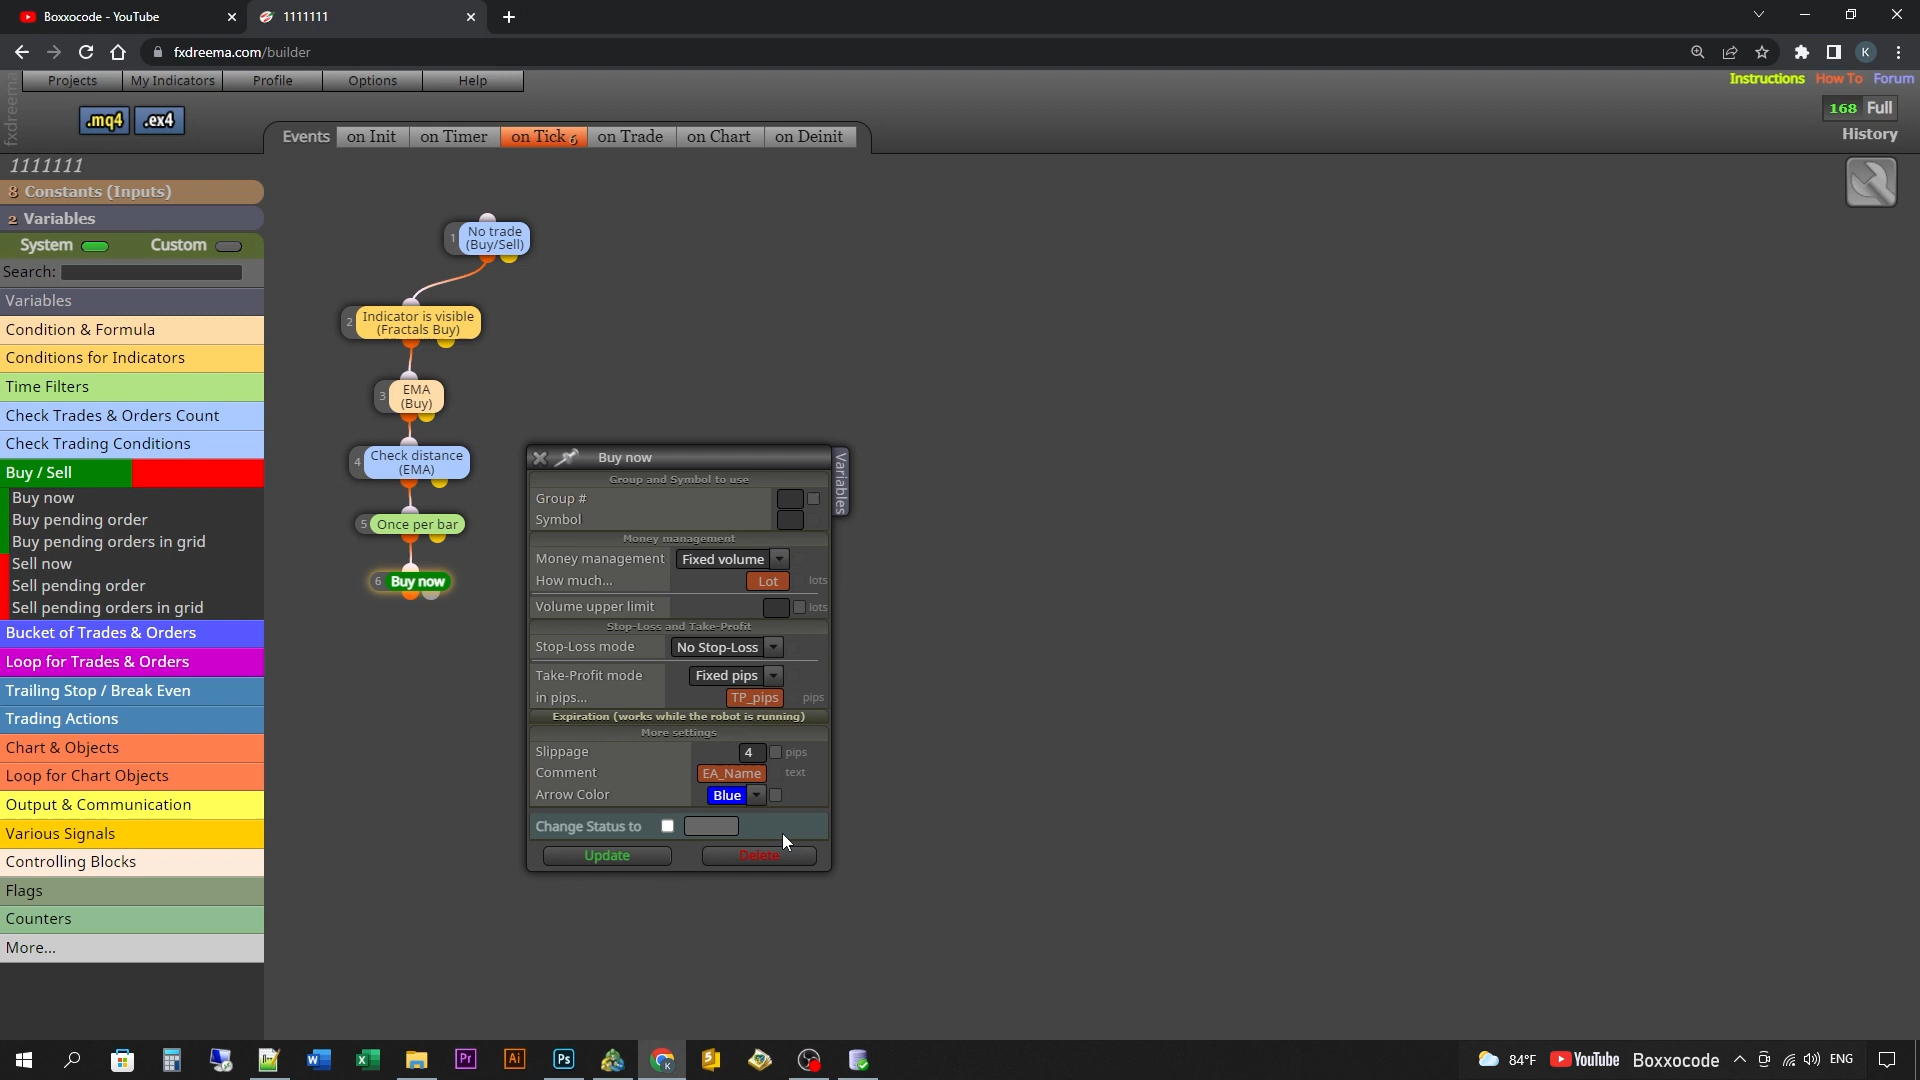 Boxxocode - YouTube
1111111
fxdreema.com/builder
K
Projects
My Indicators
Profile
Options
Help
Instructions
How To
Forum
fxdreema
.mq4
.ex4
168 Full
History
Events
on Init
on Timer
on Tick 6
on Trade
on Chart
on Deinit
1111111
8 Constants (Inputs)
2 Variables
System
Custom
Search:
Variables
Condition & Formula
Conditions for Indicators
Time Filters
Check Trades & Orders Count
Check Trading Conditions
Buy / Sell
Buy now
Buy pending order
Buy pending orders in grid
Sell now
Sell pending order
Sell pending orders in grid
Bucket of Trades & Orders
Loop for Trades & Orders
Trailing Stop / Break Even
Trading Actions
Chart & Objects
Loop for Chart Objects
Output & Communication
Various Signals
Controlling Blocks
Flags
Counters
More...
1 No trade
(Buy/Sell)
2 Indicator is visible
(Fractals Buy)
3 EMA
(Buy)
4 Check distance
(EMA)
5 Once per bar
6 Buy now
Buy now
Variables
Group and Symbol to use
Group #
Symbol
Money management
Money management Fixed volume
How much... Lot lots
Volume upper limit lots
Stop-Loss and Take-Profit
Stop-Loss mode No Stop-Loss
Take-Profit mode Fixed pips
in pips... TP_pips pips
Expiration (works while the robot is running)
More settings
Slippage 4 pips
Comment EA_Name text
Arrow Color Blue
Change Status to
Update
Delete
Pr
Ai
Ps
84°F
YouTube
Boxxocode
ENG